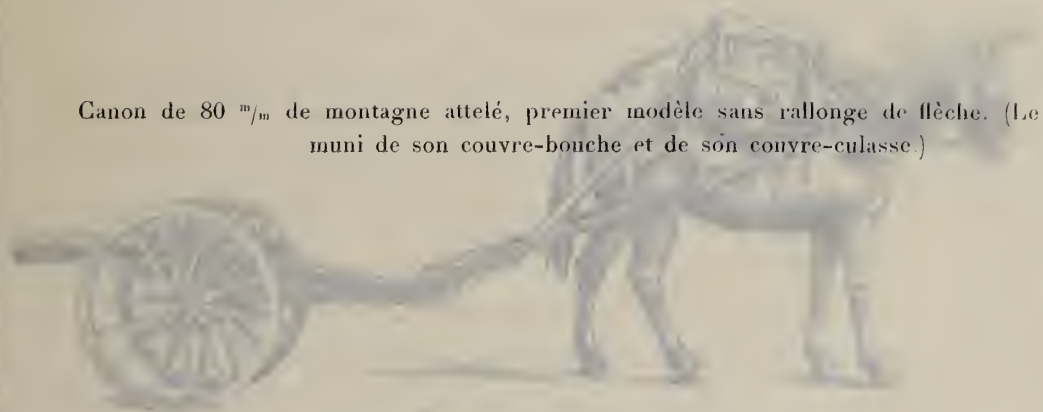 Canon de 80 m/m de montagne attelé, premier modèle sans rallonge de flèche. (Le
muni de son couvre-bouche et de son couvre-culasse.)